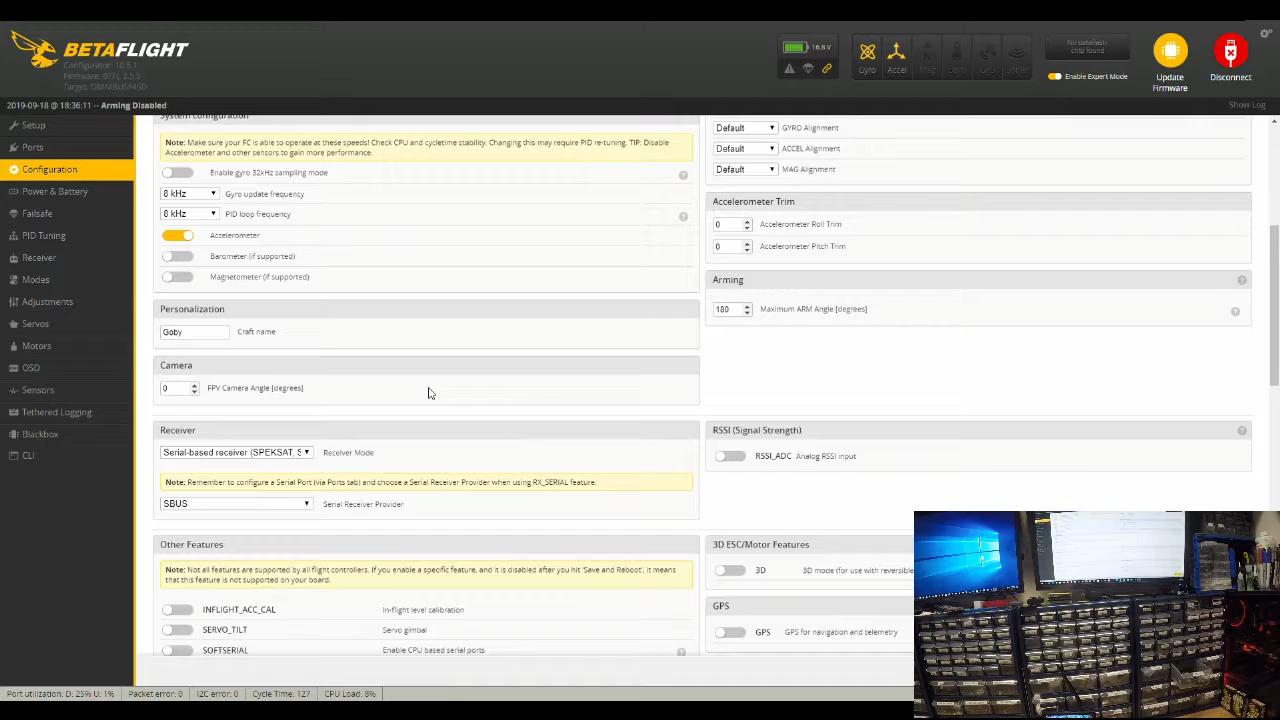 BETAFLIGHT
Configurator: 10.5.1
Firmware: BTFL 3.5.5
Target: OMNIBUSF4SD
16.8 V
Gyro
Accel
Mag
Baro
GPS
Sonar
No dataflash
chip found
Enable Expert Mode
Update
Firmware
Disconnect
2019-09-18 @ 18:36:11 -- Arming Disabled
Show Log
Setup
Ports
Configuration
Power & Battery
Failsafe
PID Tuning
Receiver
Modes
Adjustments
Servos
Motors
OSD
Sensors
Tethered Logging
Blackbox
CLI
System configuration
Note: Make sure your FC is able to operate at these speeds! Check CPU and cycletime stability. Changing this may require PID re-tuning. TIP: Disable
Accelerometer and other sensors to gain more performance.
Enable gyro 32kHz sampling mode
8 kHz Gyro update frequency
8 kHz PID loop frequency
Accelerometer
Barometer (if supported)
Magnetometer (if supported)
Personalization
Goby Craft name
Camera
0 FPV Camera Angle [degrees]
Receiver
Serial-based receiver (SPEKSAT, S Receiver Mode
Note: Remember to configure a Serial Port (via Ports tab) and choose a Serial Receiver Provider when using RX_SERIAL feature.
SBUS Serial Receiver Provider
Other Features
Note: Not all features are supported by all flight controllers. If you enable a specific feature, and it is disabled after you hit 'Save and Reboot', it means
that this feature is not supported on your board.
INFLIGHT_ACC_CAL In-flight level calibration
SERVO_TILT Servo gimbal
SOFTSERIAL Enable CPU based serial ports
Default GYRO Alignment
Default ACCEL Alignment
Default MAG Alignment
Accelerometer Trim
0 Accelerometer Roll Trim
0 Accelerometer Pitch Trim
Arming
180 Maximum ARM Angle [degrees]
RSSI (Signal Strength)
RSSI_ADC Analog RSSI input
3D ESC/Motor Features
3D 3D mode (for use with reversible
GPS
GPS GPS for navigation and telemetry
Port utilization: D: 25% U: 1% Packet error: 0 I2C error: 0 Cycle Time: 127 CPU Load: 8%